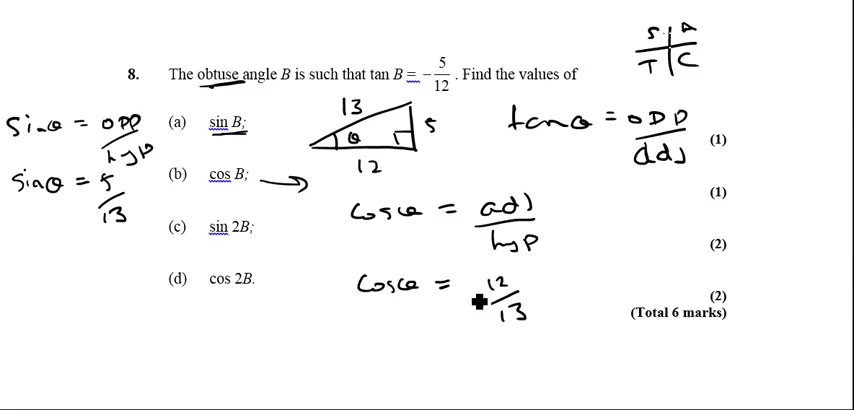 S A
T C
8. The obtuse angle B is such that tan B = − 5/12 . Find the values of
sinθ = opp/hyp
(a) sin B;
13
5
θ
12
tanθ = opp/adj
(1)
sinθ = 5/13
(b) cos B;
(1)
cosθ = adj/hyp
(c) sin 2B;
(2)
(d) cos 2B.
cosθ = 12/13
(2)
(Total 6 marks)